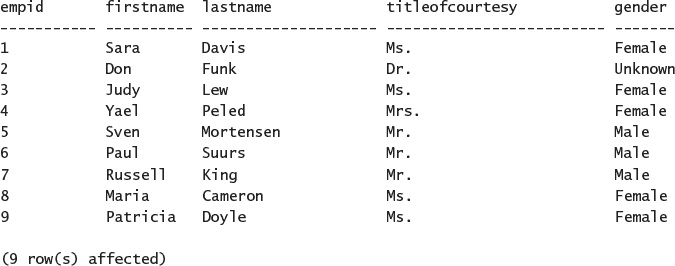 empid       firstname  lastname             titleofcourtesy           gender
----------- ---------- -------------------- ------------------------- -------
1           Sara       Davis                Ms.                       Female
2           Don        Funk                 Dr.                       Unknown
3           Judy       Lew                  Ms.                       Female
4           Yael       Peled                Mrs.                      Female
5           Sven       Mortensen            Mr.                       Male
6           Paul       Suurs                Mr.                       Male
7           Russell    King                 Mr.                       Male
8           Maria      Cameron              Ms.                       Female
9           Patricia   Doyle                Ms.                       Female
(9 row(s) affected)